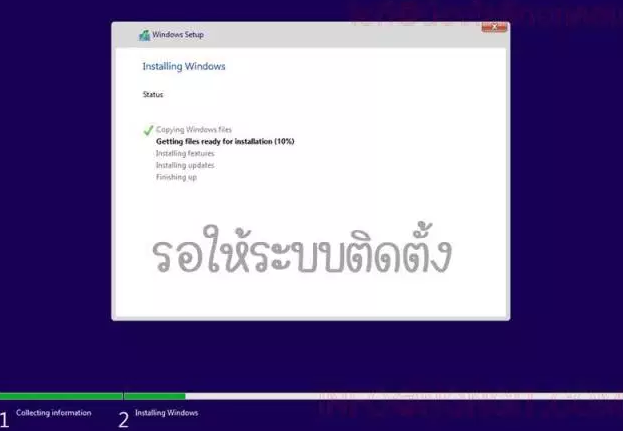 Windows Setup
Installing Windows
Status
Copying Windows files
Getting files ready for installation (10%)
Installing features
Installing updates
Finishing up
รอให้ระบบติดตั้ง
1 Collecting information
2 Installing Windows